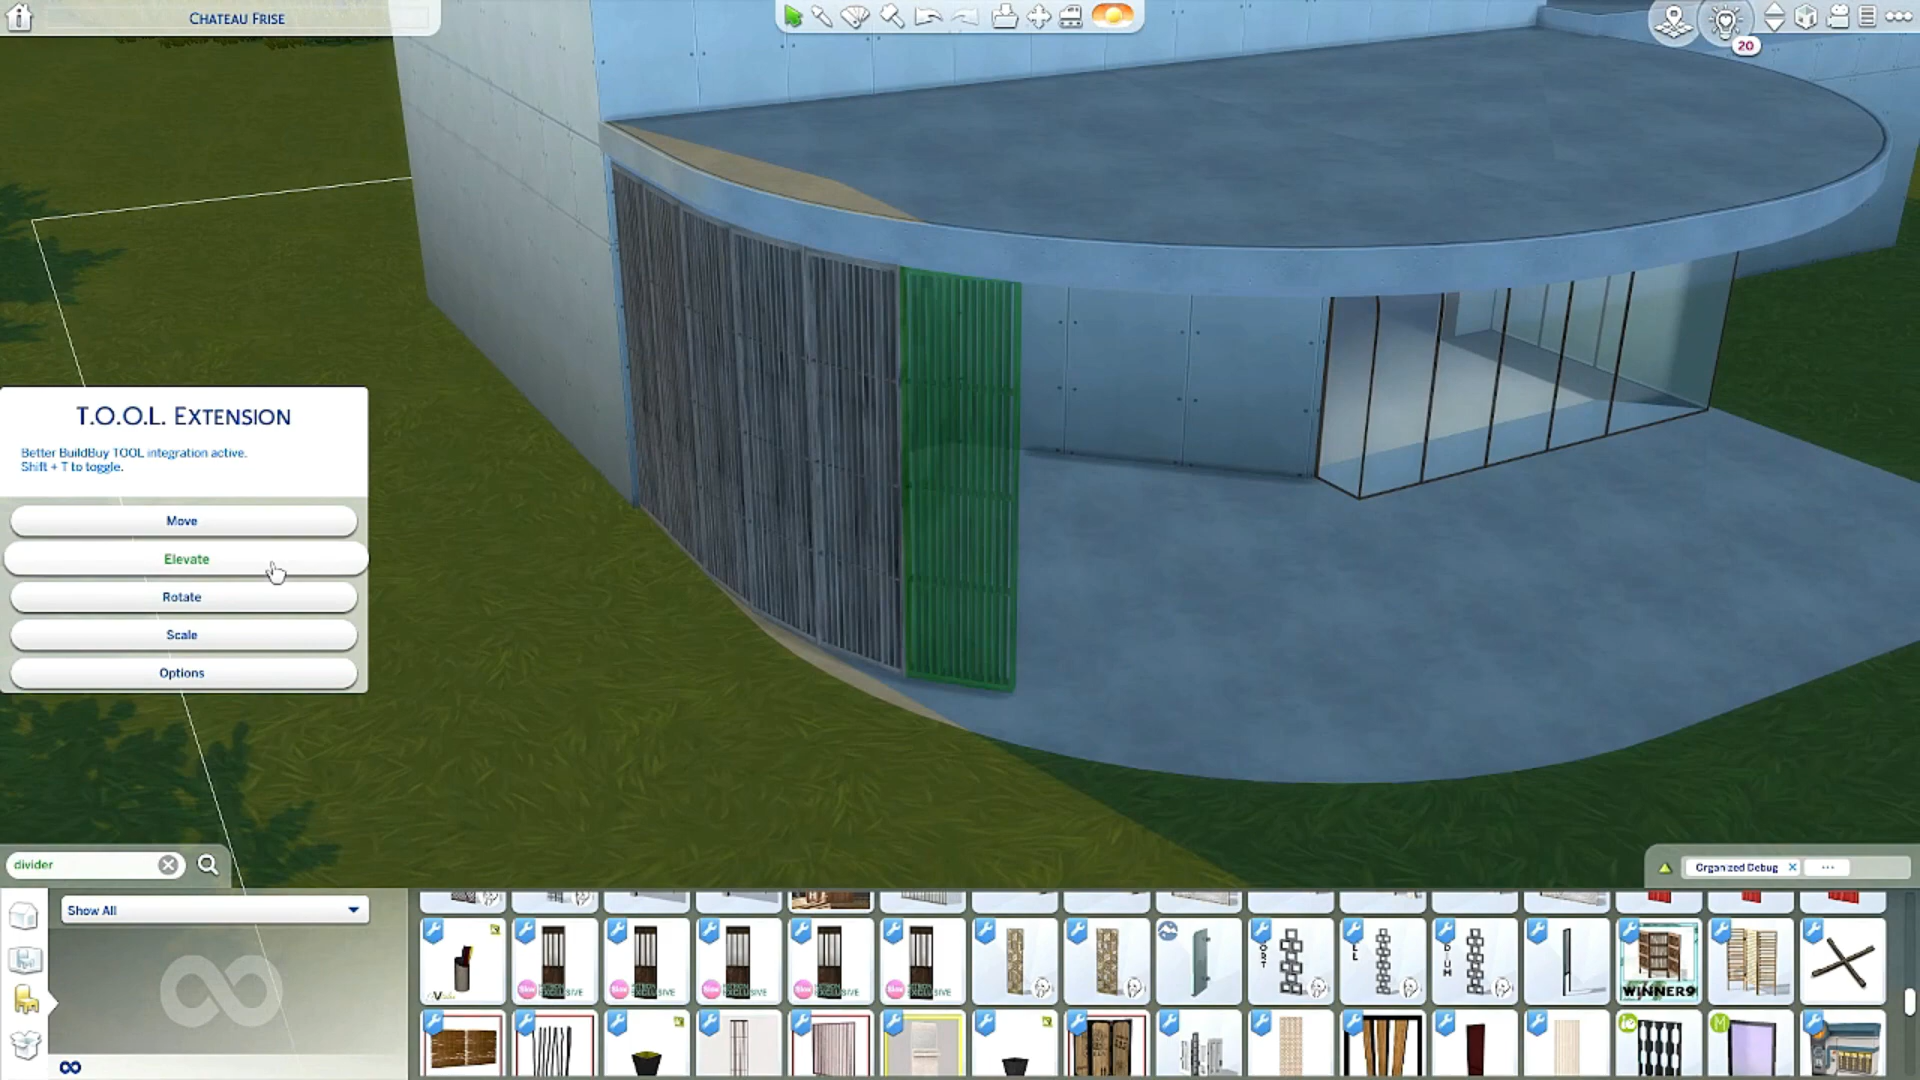 CHATEAU FRISE
20
T.O.O.L. EXTENSION
Better BuildBuy TOOL integration active.
Shift + T to toggle.
Move
Elevate
Rotate
Scale
Options
divider
Organized Debug
Show All
WINNER9